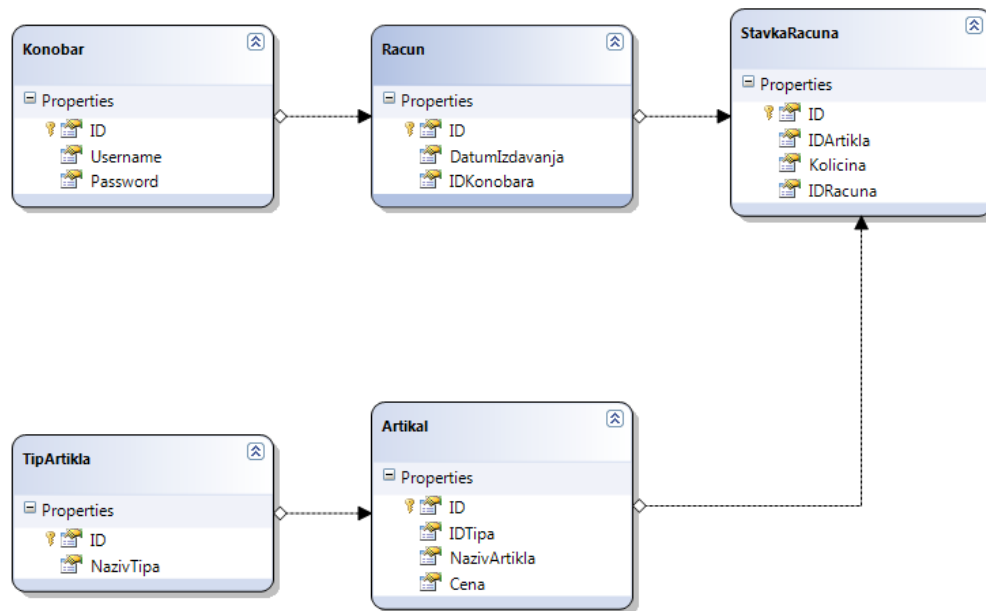 Konobar
Properties
ID
Username
Password
Racun
Properties
ID
DatumIzdavanja
IDKonobara
StavkaRacuna
Properties
ID
IDArtikla
Kolicina
IDRacuna
TipArtikla
Properties
ID
NazivTipa
Artikal
Properties
ID
IDTipa
NazivArtikla
Cena